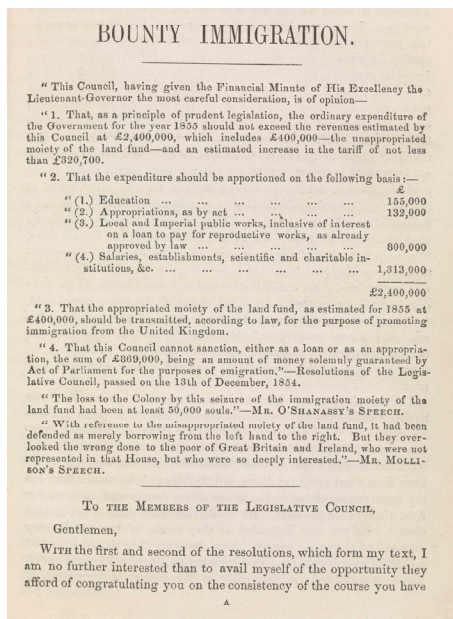 BOUNTY IMMIGRATION.
“ This Council, having given the Financial Minute of His Excellency the
Lieutenant-Governor the most careful consideration, is of opinion—
“ 1. That, as a principle of prudent legislation, the ordinary expenditure of
the Government for the year 1855 should not exceed the revenues estimated by
this Council at £2,400,000, which includes £400,000—the unappropriated
moiety of the land fund—and an estimated increase in the tariff of not less
than £320,700.
“ 2. That the expenditure should be apportioned on the following basis :—
£
“ (1.) Education ... ... ... ... ... ... 155,000
“ (2.) Appropriations, as by act ... ... ... ... 132,000
“ (3.) Local and Imperial public works, inclusive of interest
on a loan to pay for reproductive works, as already
approved by law ... ... ... ... ... 800,000
“ (4.) Salaries, establishments, scientific and charitable in-
stitutions, &c. ... ... ... ... ... ... 1,313,000
£2,400,000
“ 3. That the appropriated moiety of the land fund, as estimated for 1855 at
£400,000, should be transmitted, according to law, for the purpose of promoting
immigration from the United Kingdom.
“ 4. That this Council cannot sanction, either as a loan or as an appropria-
tion, the sum of £369,000, being an amount of money solemnly guaranteed by
Act of Parliament for the purposes of emigration.”—Resolutions of the Legis-
lative Council, passed on the 13th of December, 1854.
“ The loss to the Colony by this seizure of the immigration moiety of the
land fund had been at least 50,000 souls.”—MR. O’SHANASSY’S SPEECH.
“ With reference to the misappropriated moiety of the land fund, it had been
defended as merely borrowing from the left hand to the right. But they over-
looked the wrong done to the poor of Great Britain and Ireland, who were not
represented in that House, but who were so deeply interested.”—MR. MOLLI-
SON’S SPEECH.
TO THE MEMBERS OF THE LEGISLATIVE COUNCIL,
Gentlemen,
WITH the first and second of the resolutions, which form my text, I
am no further interested than to avail myself of the opportunity they
afford of congratulating you on the consistency of the course you have
A